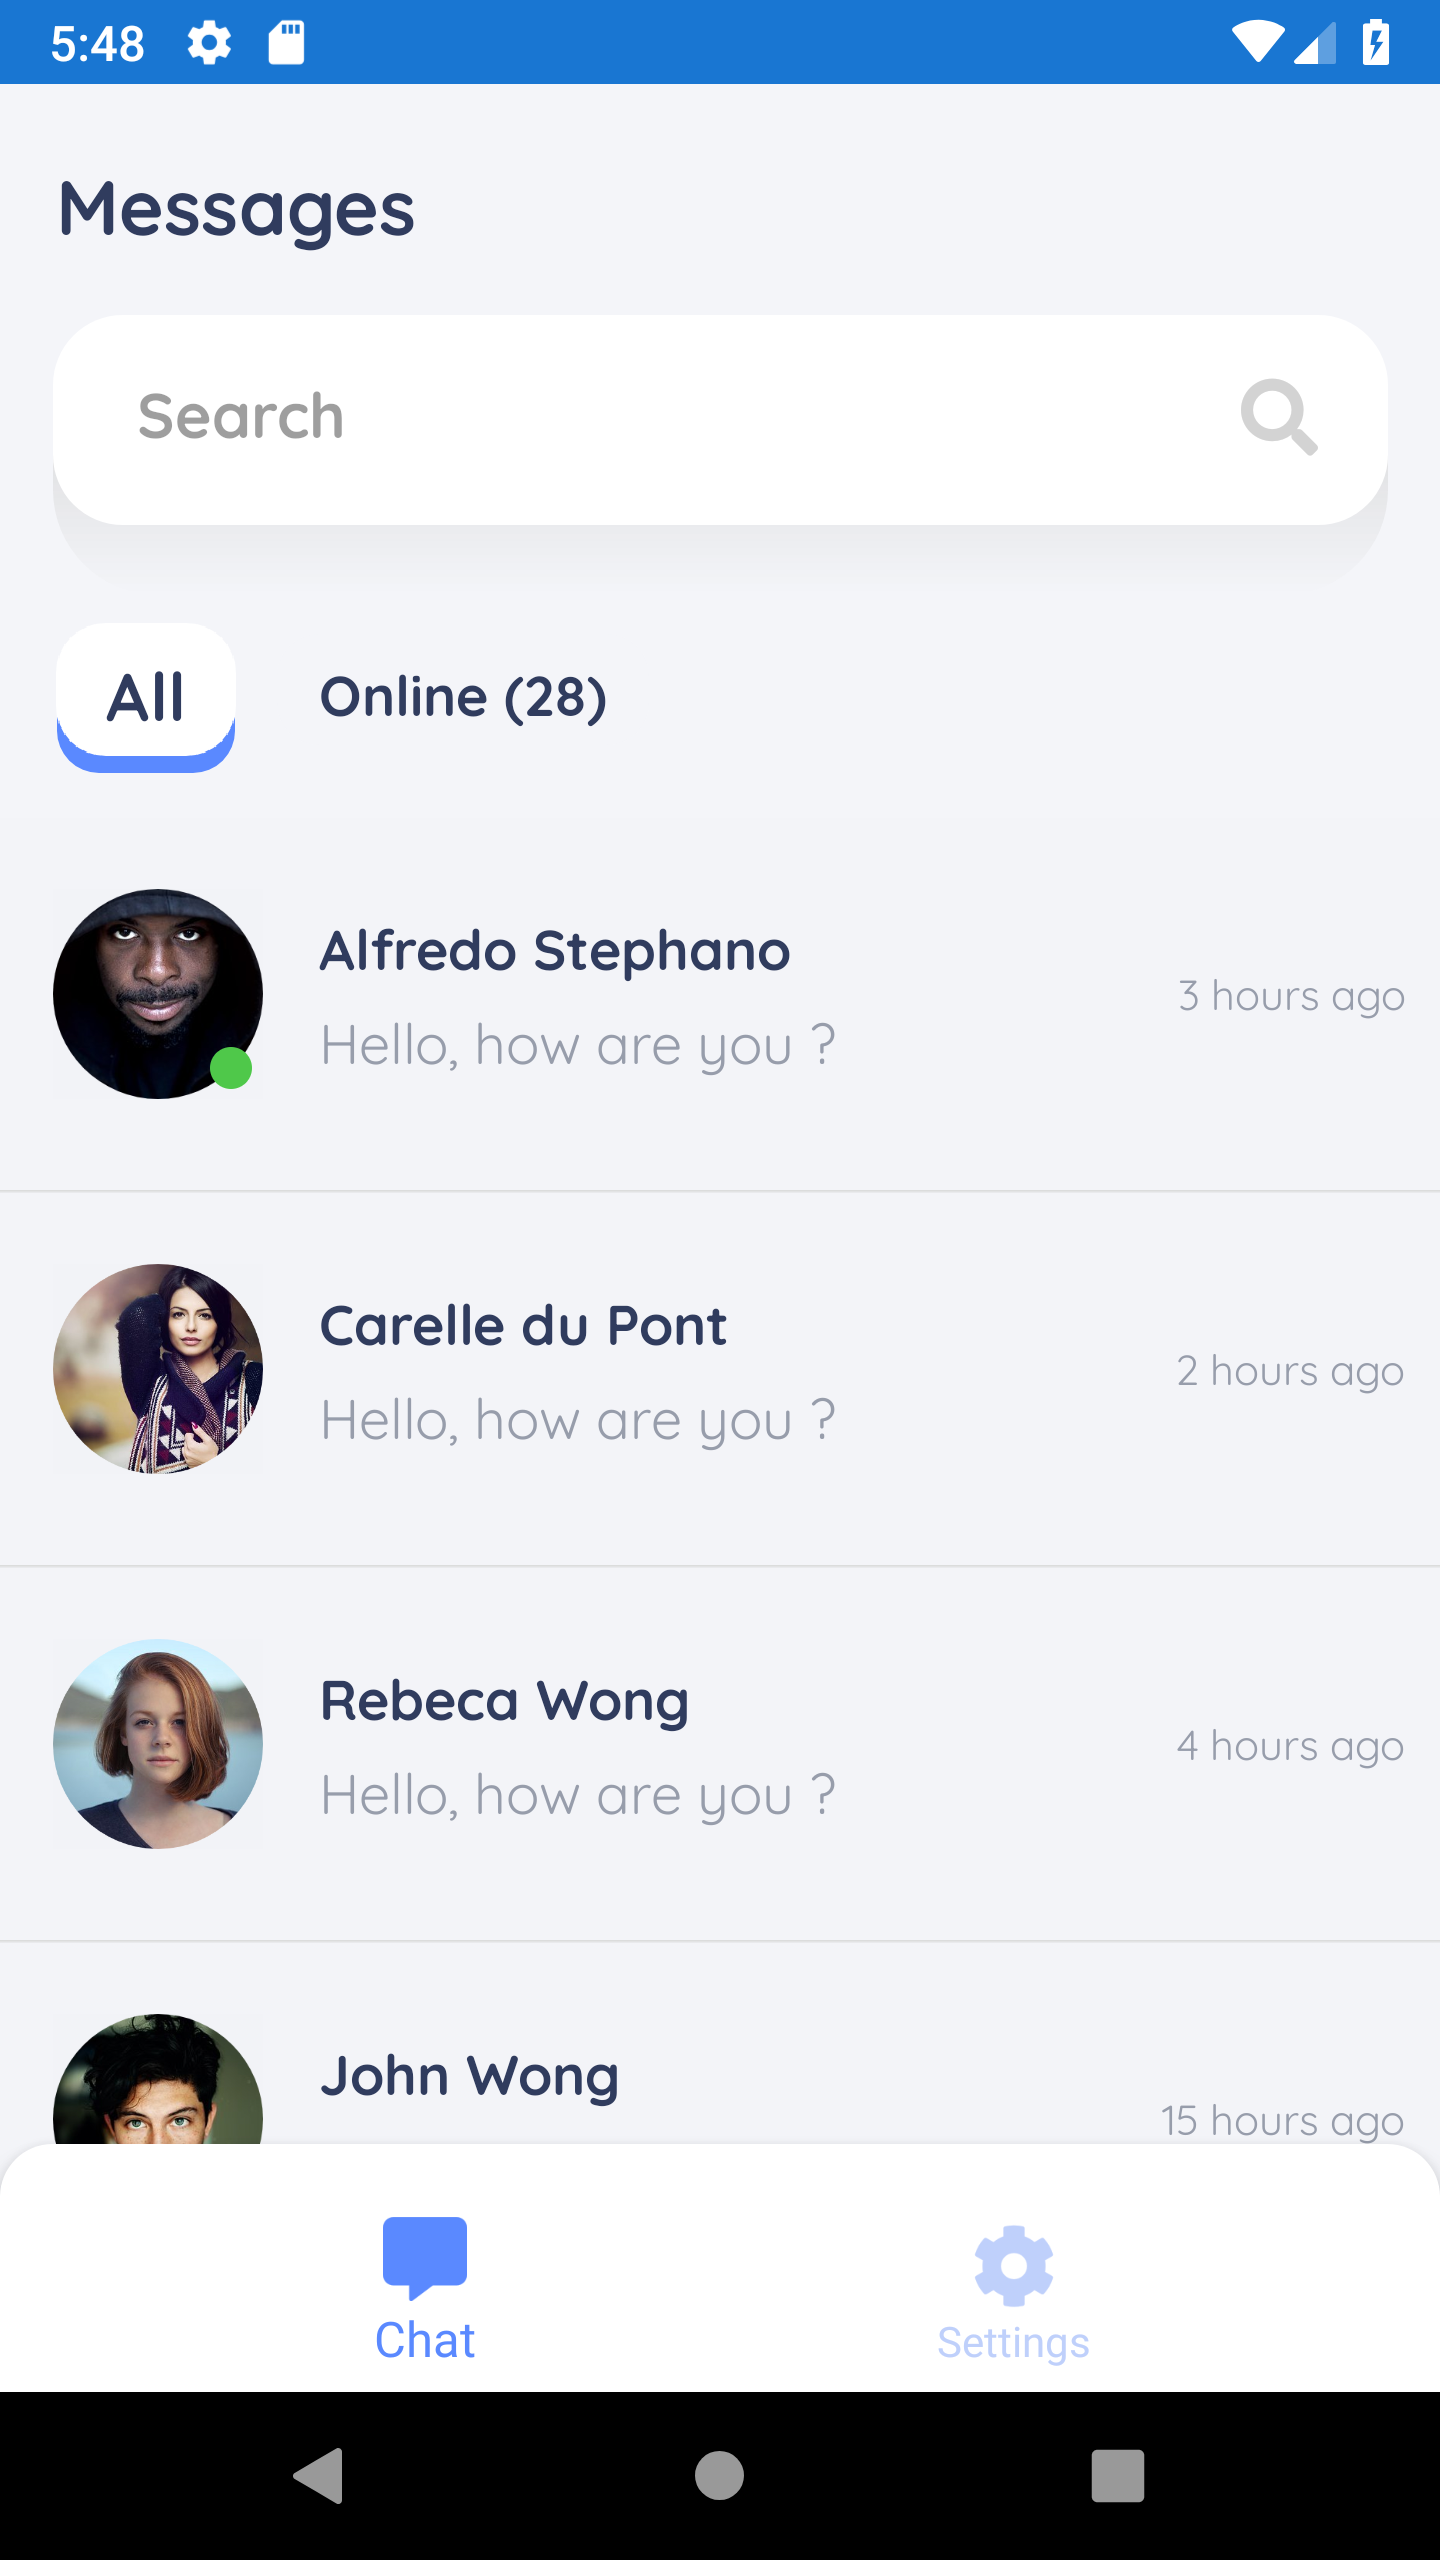 5:48
Messages
Search
All
Online (28)
Alfredo Stephano
3 hours ago
Hello, how are you ?
Carelle du Pont
2 hours ago
Hello, how are you ?
Rebeca Wong
4 hours ago
Hello, how are you ?
John Wong
15 hours ago
Chat
Settings